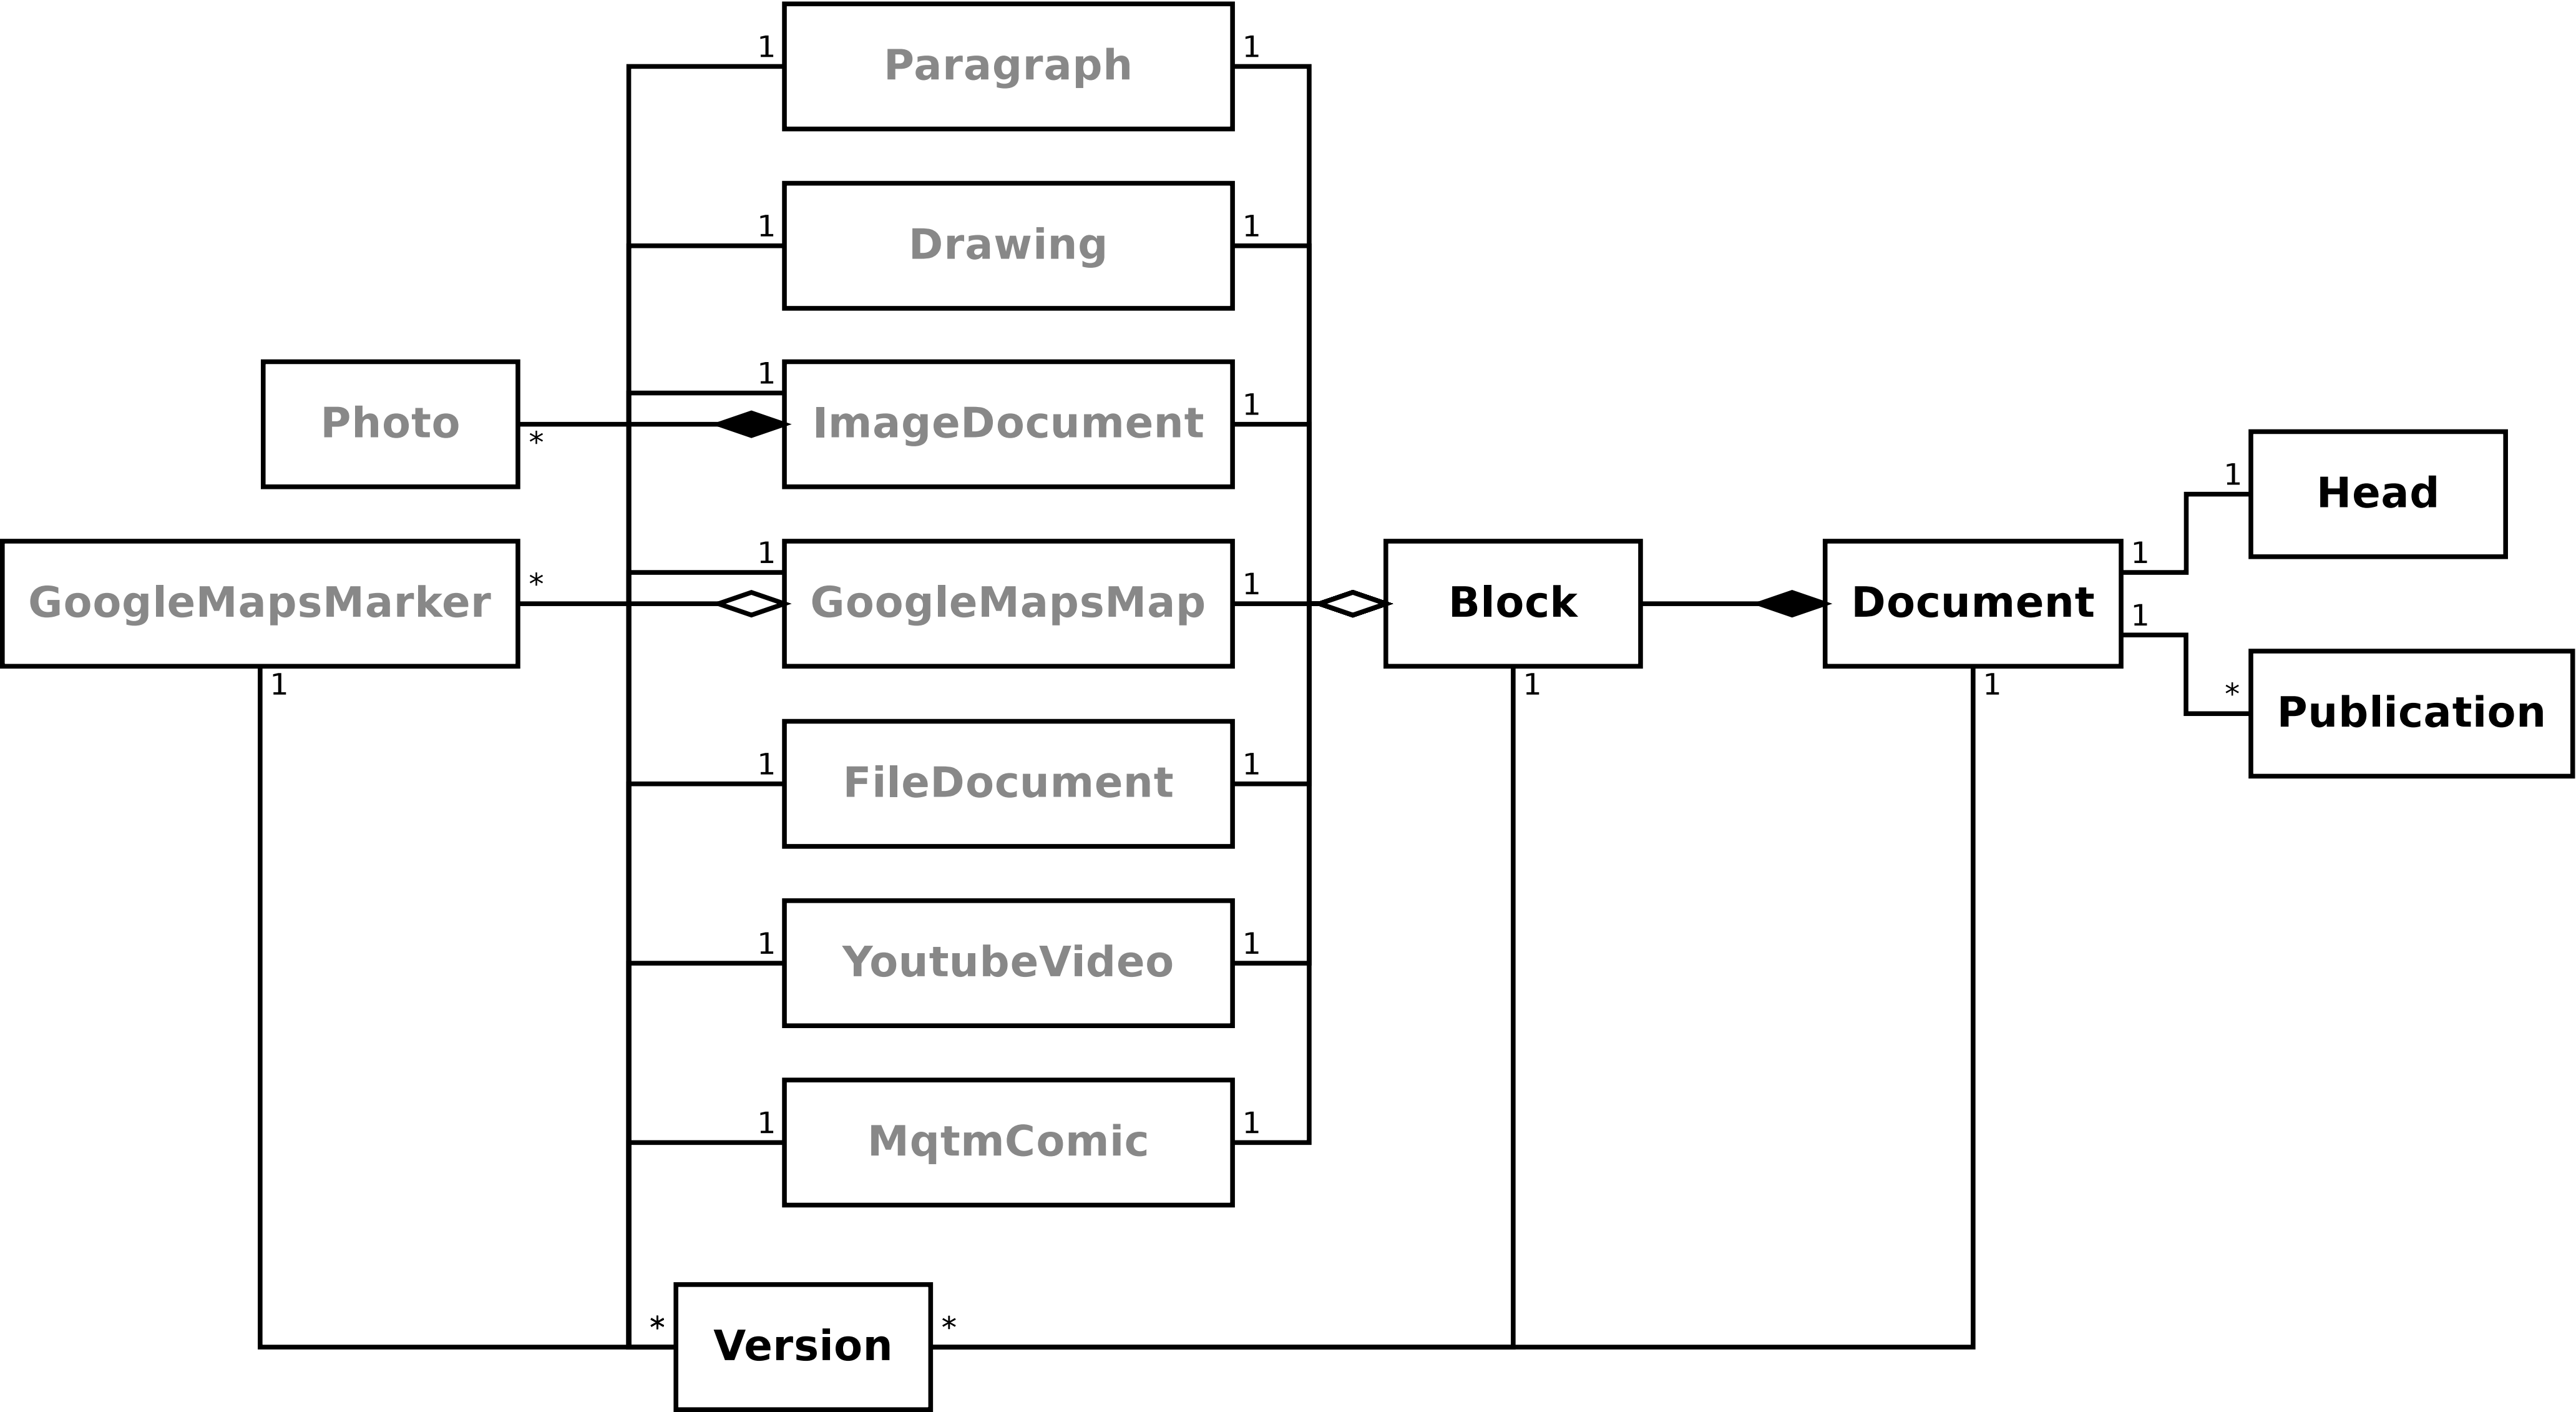 1 Paragraph 1
1 Drawing 1
Photo * 1 ImageDocument 1
GoogleMapsMarker * 1 GoogleMapsMap 1
1
Block
1
Document
1
1
1
1 Head
* Publication
1 FileDocument 1
1 YoutubeVideo 1
1 MqtmComic 1
* Version *